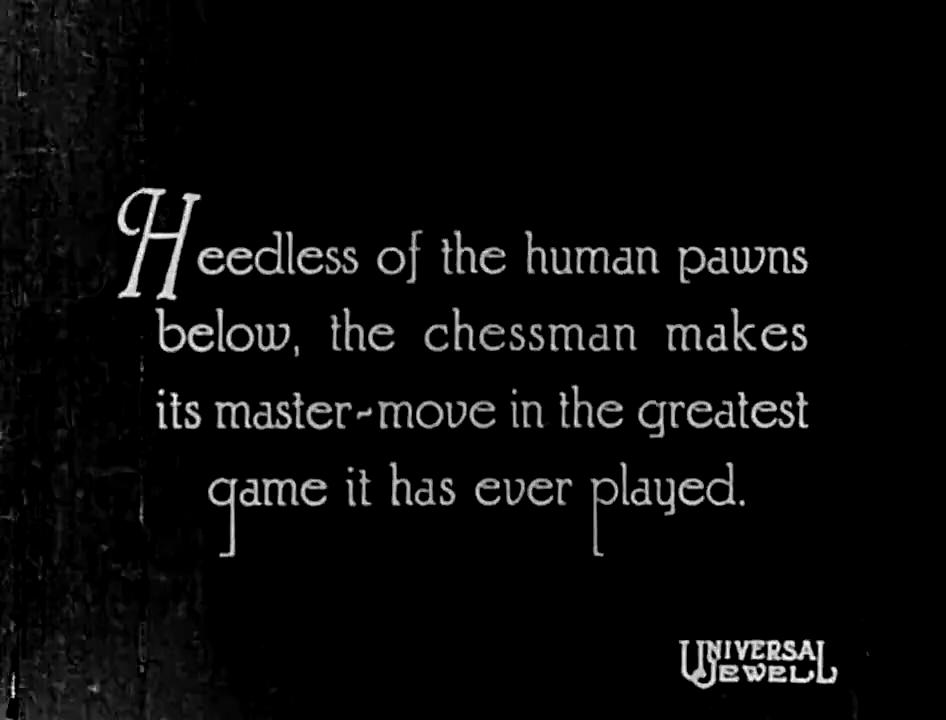 Heedless of the human pawns
below, the chessman makes
its master-move in the greatest
game it has ever played.
UNIVERSAL
JEWELL